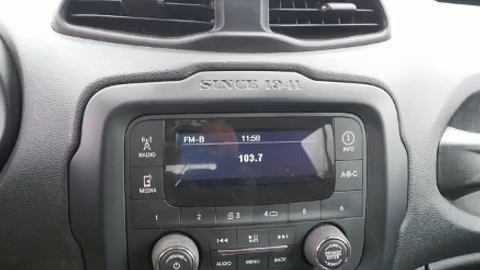 SINCE 1941
FM-B 11:58
103.7
RADIO
MEDIA
INFO
A-B-C
1 2 3 4 5 6
AUDIO MENU BACK